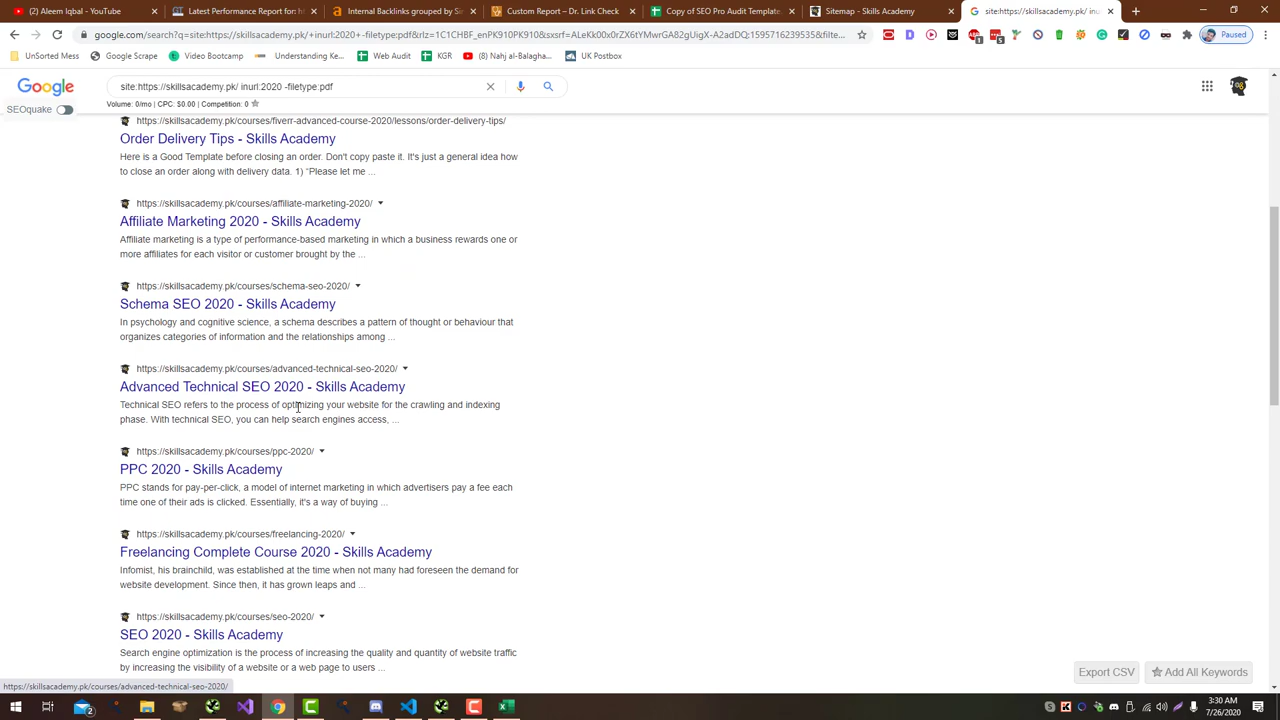 (2) Aleem Uddin - YouTube
Latest Performance Report for: h
Internal Backlinks grouped by Sin
Custom Report – Dr. Link Check
Copy of SEO Pro Audit Template,
Sitemap – Skills Academy
site:https://skillsacademy.pk/ inu
google.com/search?q=site:https://skillsacademy.pk/+inurl:2020+-filetype:pdf&rlz=1C1CHBF_enPK910PK910&sxsrf=
Paused
UnSorted Mess
Google Scrape
Video Bootcamp
Understanding Ke...
Web Audit
KGR
(8) Nahj al-Balagha...
UK Postbox
Google
site:https://skillsacademy.pk/ inurl:2020 -filetype:pdf
Volume: 0/mo | CPC: $0.00 | Competition: 0
SEOquake
https://skillsacademy.pk/courses/fiverr-advanced-course-2020/lessons/order-delivery-tips/
Order Delivery Tips - Skills Academy
Here is a Good Template before closing an order. Don't copy paste it. It's just a general idea how
to close an order along with delivery data. 1) “Please let me ...
https://skillsacademy.pk/courses/affiliate-marketing-2020/
Affiliate Marketing 2020 - Skills Academy
Affiliate marketing is a type of performance-based marketing in which a business rewards one or
more affiliates for each visitor or customer brought by the ...
https://skillsacademy.pk/courses/schema-seo-2020/
Schema SEO 2020 - Skills Academy
In psychology and cognitive science, a schema describes a pattern of thought or behaviour that
organizes categories of information and the relationships among ...
https://skillsacademy.pk/courses/advanced-technical-seo-2020/
Advanced Technical SEO 2020 - Skills Academy
Technical SEO refers to the process of optimizing your website for the crawling and indexing
phase. With technical SEO, you can help search engines access, ...
https://skillsacademy.pk/courses/ppc-2020/
PPC 2020 - Skills Academy
PPC stands for pay-per-click, a model of internet marketing in which advertisers pay a fee each
time one of their ads is clicked. Essentially, it's a way of buying ...
https://skillsacademy.pk/courses/freelancing-2020/
Freelancing Complete Course 2020 - Skills Academy
Infomist, his brainchild, was established at the time when not many had foreseen the demand for
website development. Since then, it has grown leaps and ...
https://skillsacademy.pk/courses/seo-2020/
SEO 2020 - Skills Academy
Search engine optimization is the process of increasing the quality and quantity of website traffic
by increasing the visibility of a website or a web page to users ...
Export CSV
Add All Keywords
https://skillsacademy.pk/courses/advanced-technical-seo-2020/
3:30 AM
7/26/2020